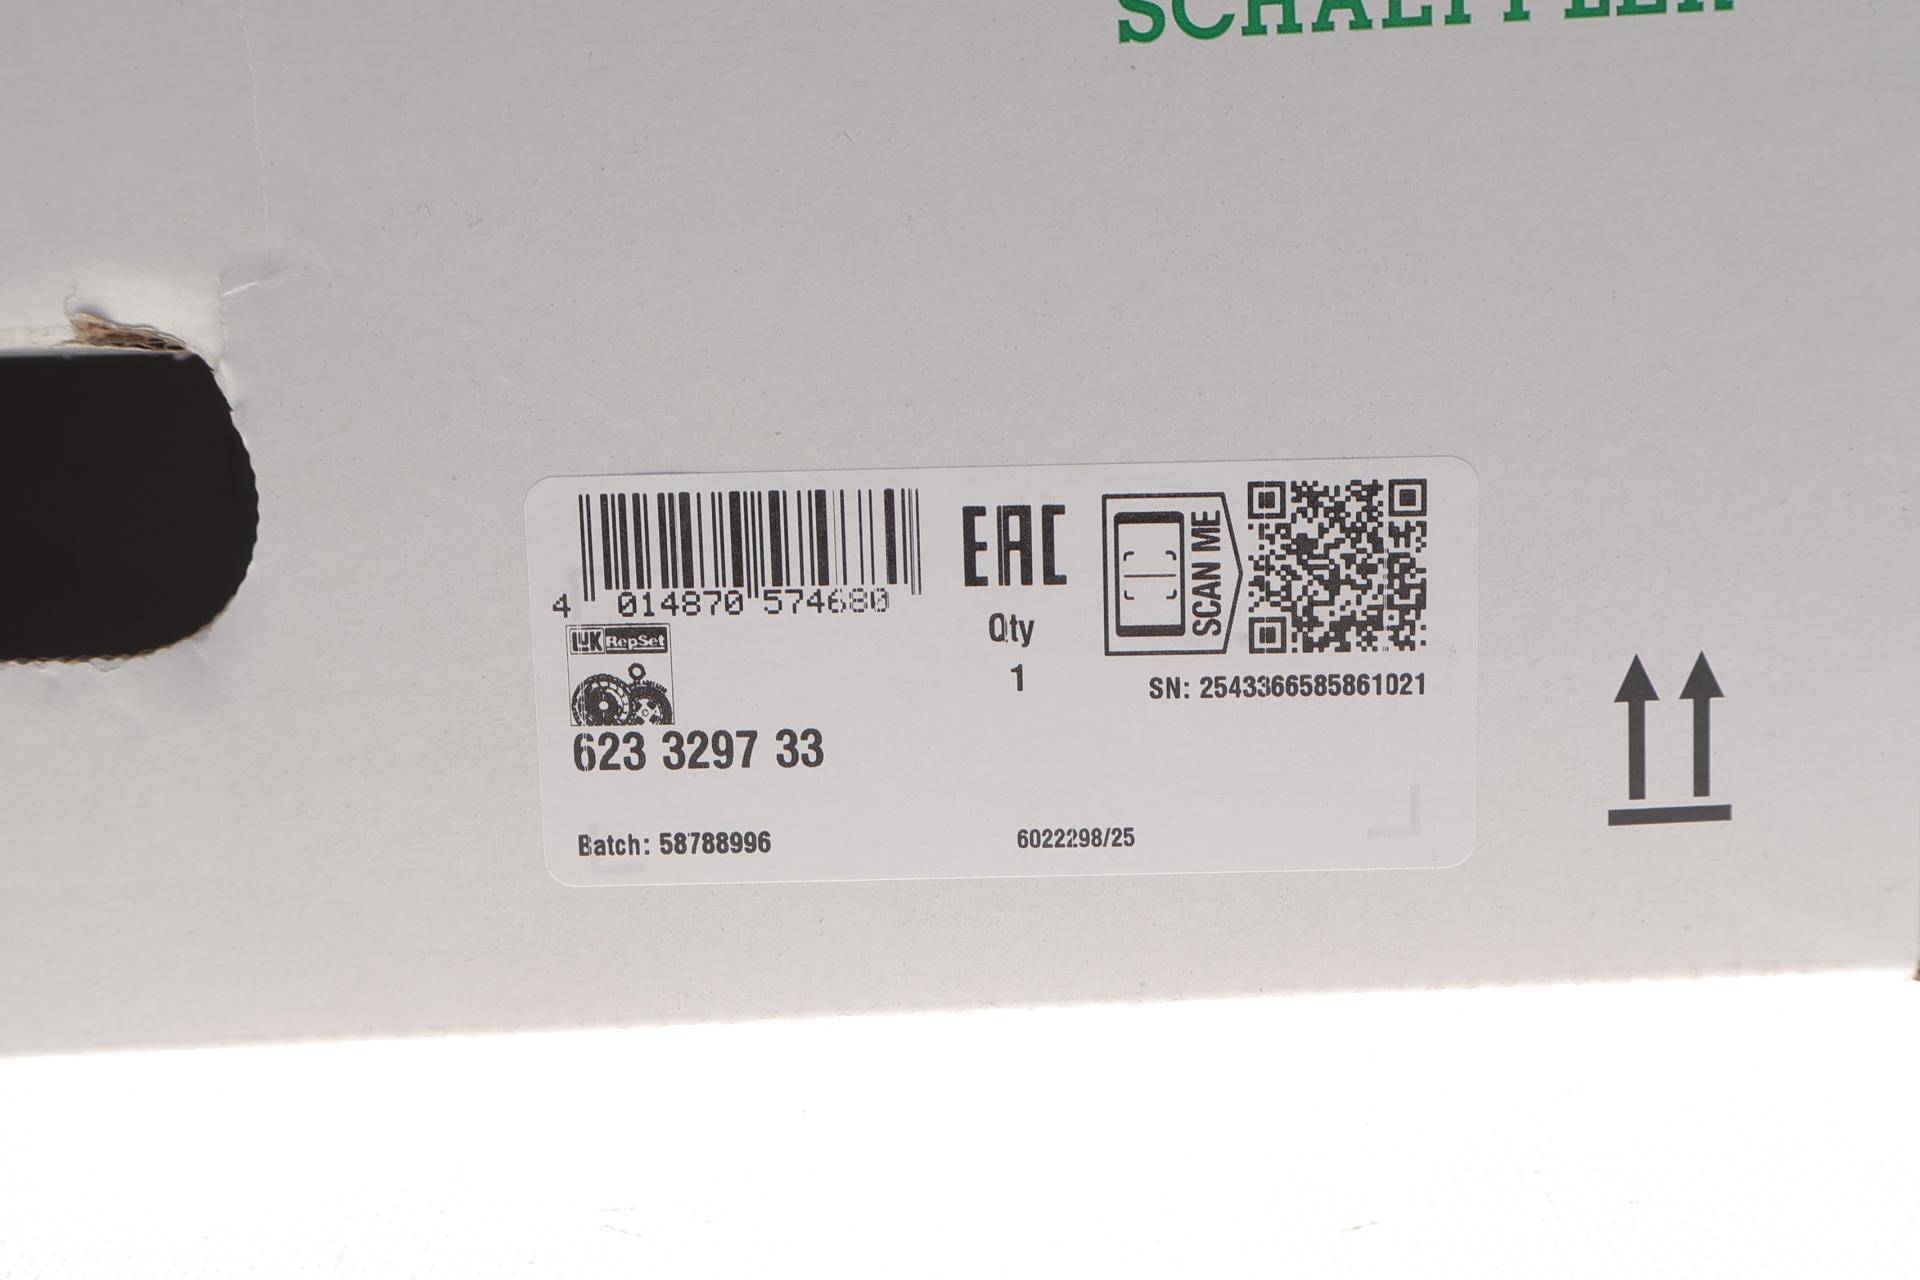 SCHAEFFLER
EAC
SCAN ME
4 014870 574680
Qty
1
LUK RepSet
SN: 2543366585861021
623 3297 33
Batch: 58788996
6022298/25